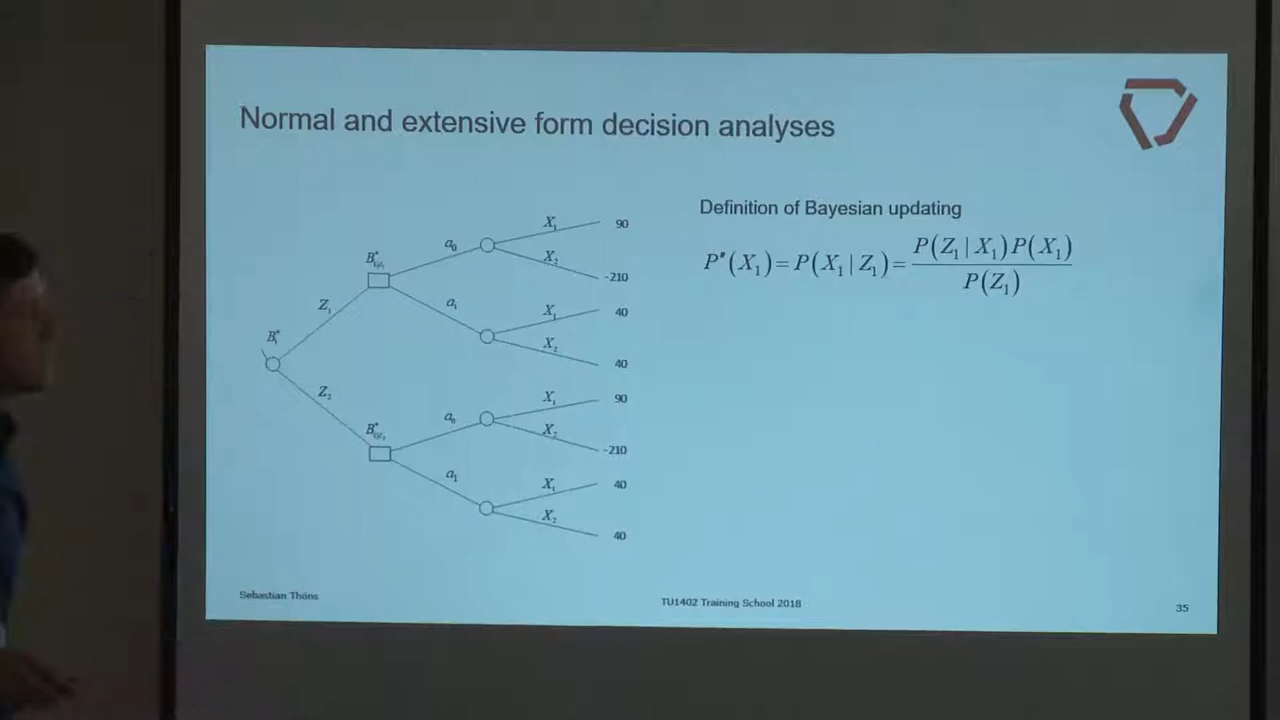 Normal and extensive form decision analyses
Definition of Bayesian updating
P"(X₁)=P(X₁|Z₁)=P(Z₁|X₁)P(X₁)
P(Z₁)
X₁
90
a₀
X₂
-210
Z₁
a₁
X₁
40
X₂
40
Z₂
a₀
X₁
90
X₂
-210
a₁
X₁
40
X₂
40
Sebastian Thöns
TU1402 Training School 2018
35